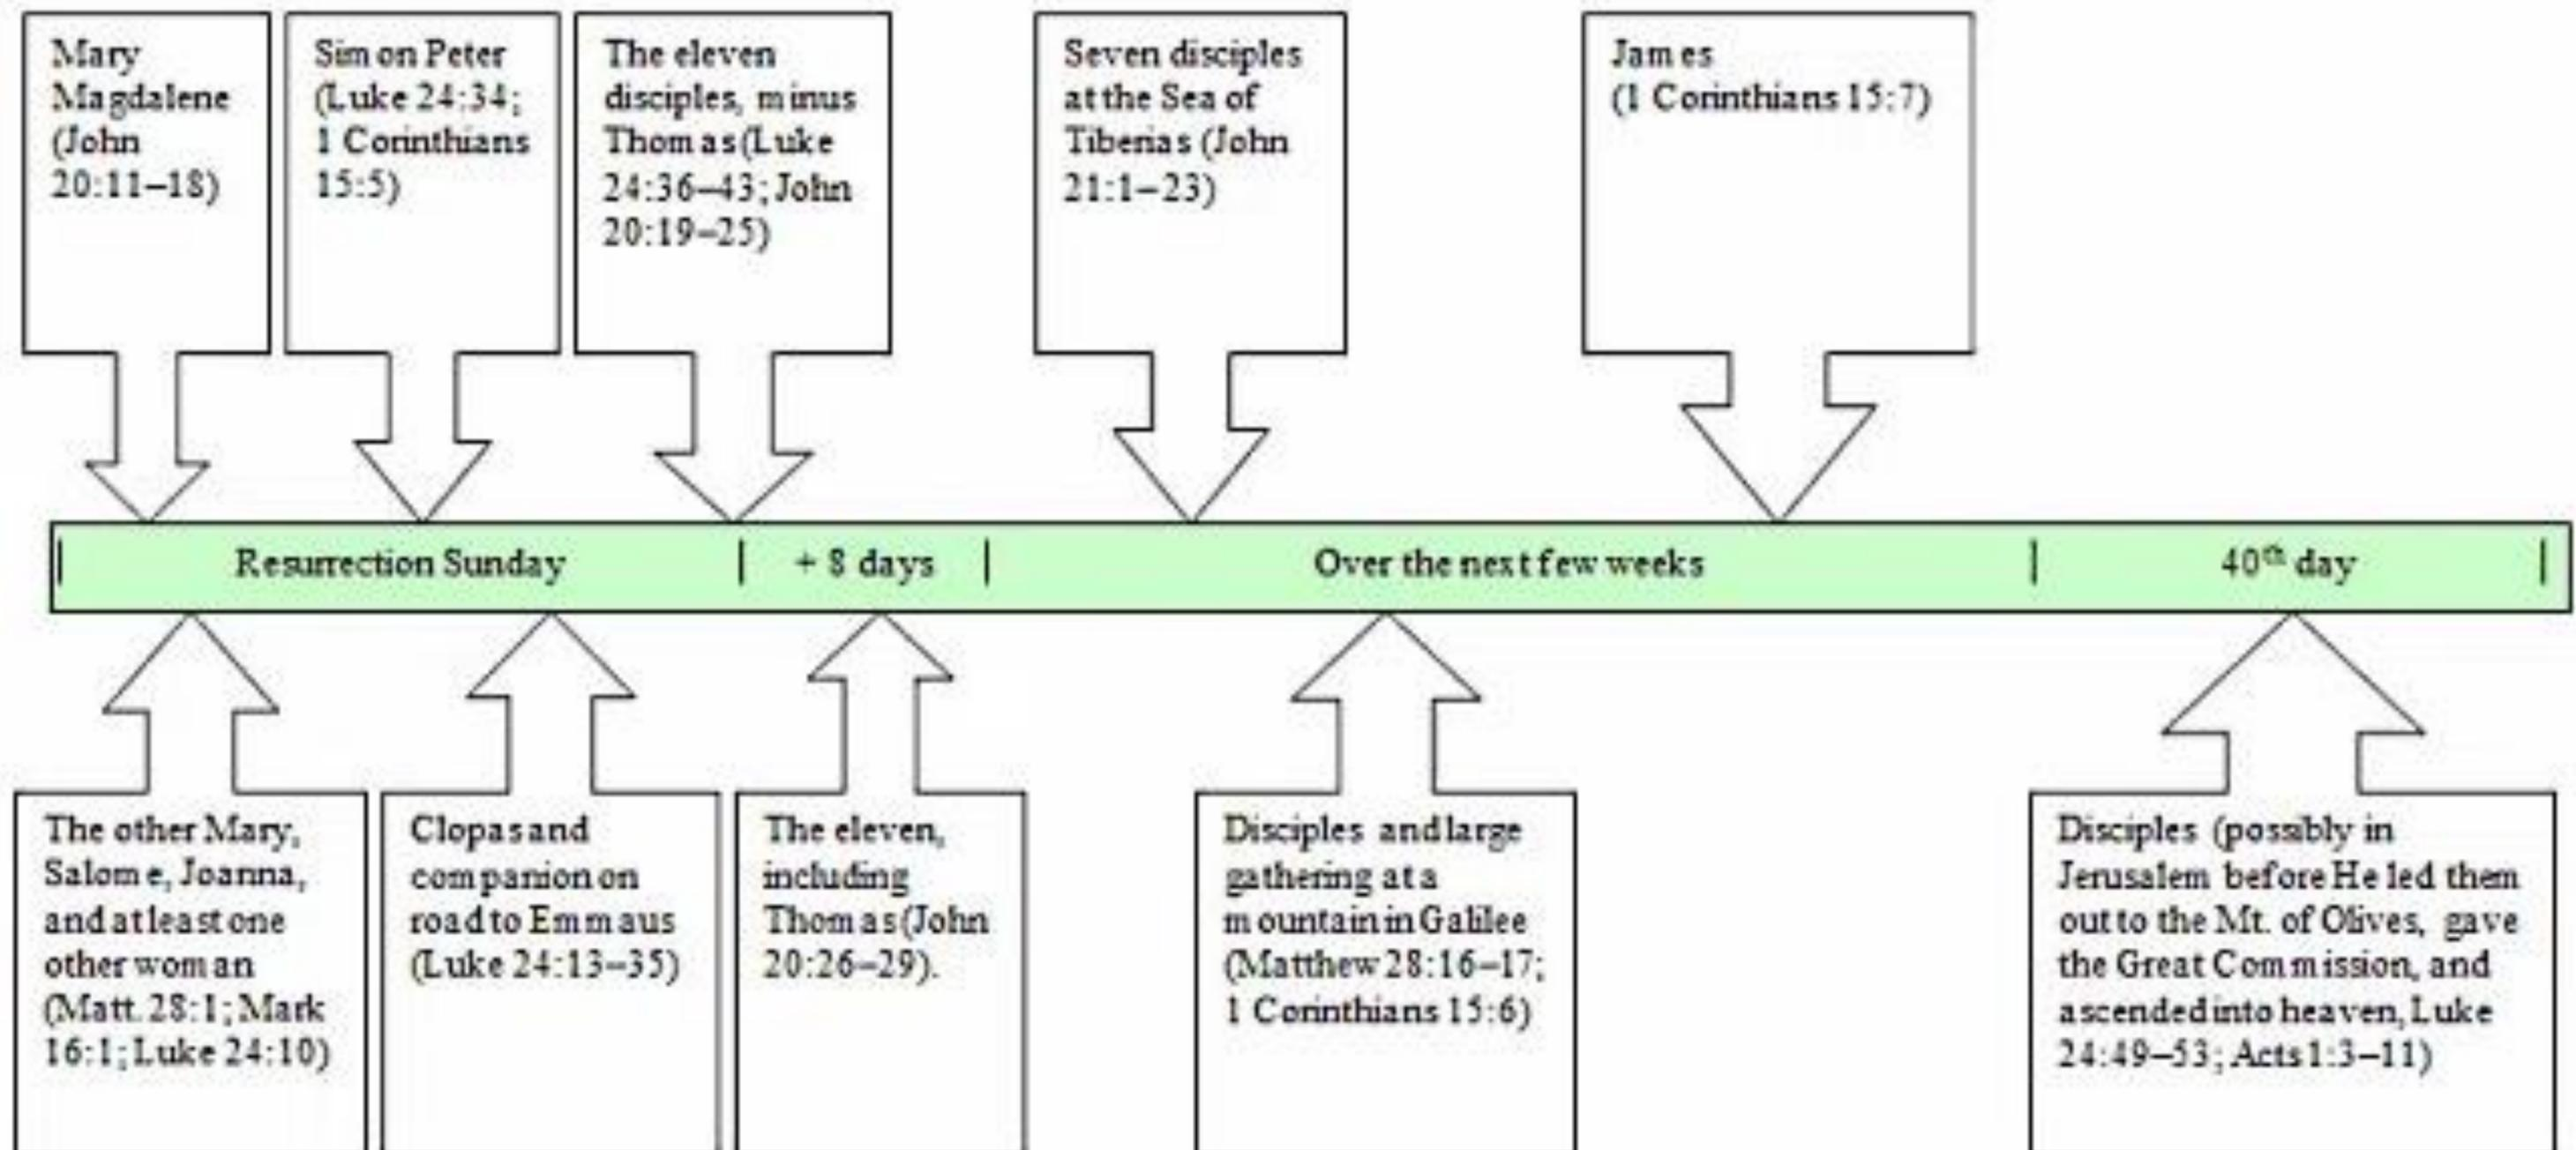 Mary
Magdalene
(John
20:11–18)
Simon Peter
(Luke 24:34;
1 Corinthians
15:5)
The eleven
disciples, minus
Thomas (Luke
24:36–43; John
20:19–25)
Seven disciples
at the Sea of
Tiberias (John
21:1–23)
James
(1 Corinthians 15:7)
Resurrection Sunday
+ 8 days
Over the next few weeks
40th day
The other Mary,
Salome, Joanna,
and at least one
other woman
(Matt. 28:1; Mark
16:1; Luke 24:10)
Clopas and
companion on
road to Emmaus
(Luke 24:13–35)
The eleven,
including
Thomas (John
20:26–29).
Disciples and large
gathering at a
mountain in Galilee
(Matthew 28:16–17;
1 Corinthians 15:6)
Disciples (possibly in
Jerusalem before He led them
out to the Mt. of Olives, gave
the Great Commission, and
ascended into heaven, Luke
24:49–53; Acts 1:3–11)